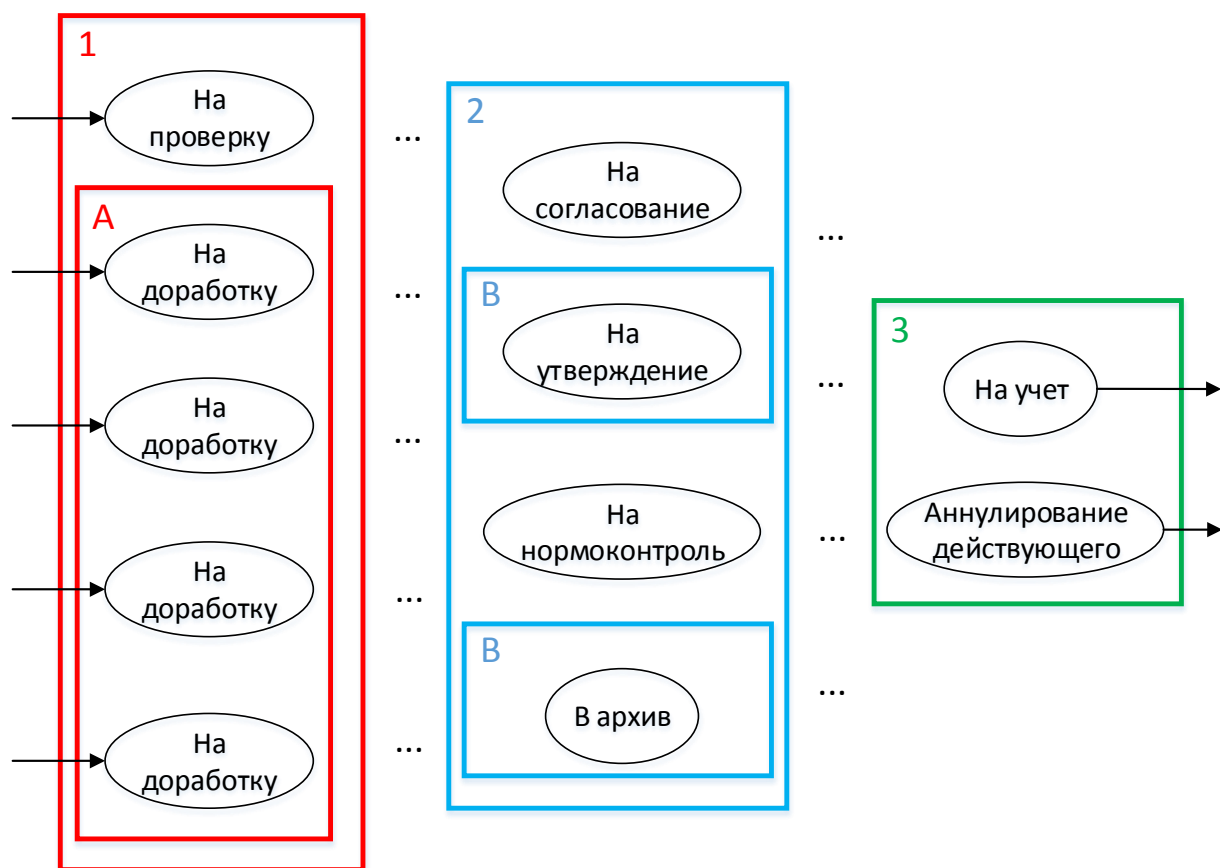 1
На
проверку
...
A
На
доработку
...
На
доработку
...
На
доработку
...
На
доработку
...
2
На
согласование
...
B
На
утверждение
...
На
нормоконтроль
...
B
В архив
...
3
На учет
Аннулирование
действующего